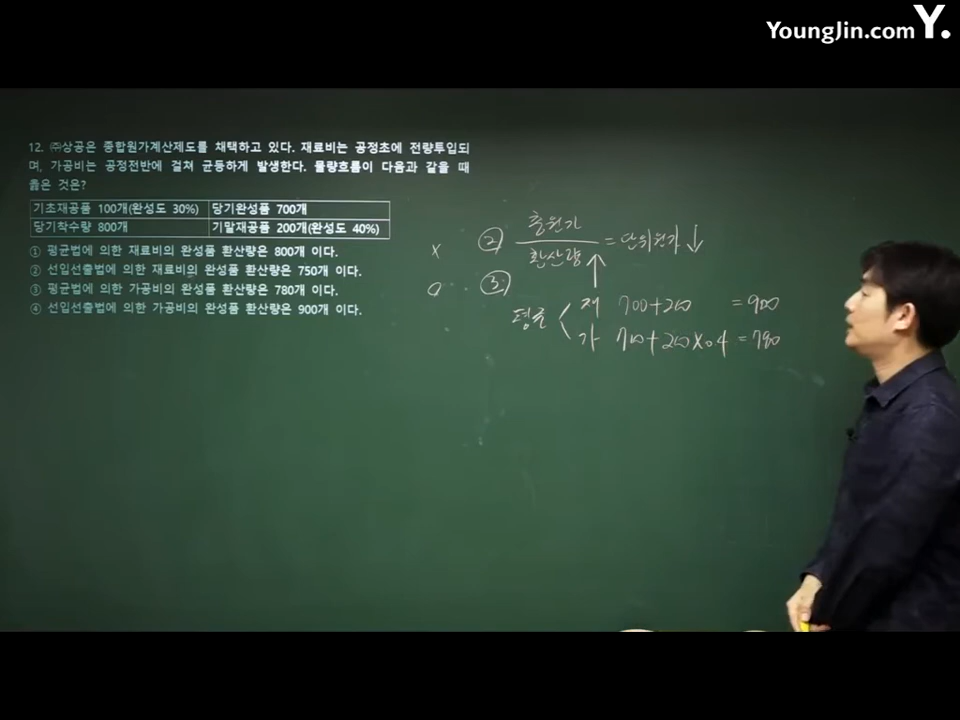 YoungJin.com Y.
12. ㈜상공은 종합원가계산제도를 채택하고 있다. 재료비는 공정초에 전량투입되
며, 가공비는 공정전반에 걸쳐 균등하게 발생한다. 물량흐름이 다음과 같을 때
옳은 것은?
기초재공품 100개(완성도 30%) 당기완성품 700개
당기착수량 800개 기말재공품 200개(완성도 40%)
① 평균법에 의한 재료비의 완성품 환산량은 800개 이다.
② 선입선출법에 의한 재료비의 완성품 환산량은 750개 이다.
③ 평균법에 의한 가공비의 완성품 환산량은 780개 이다.
④ 선입선출법에 의한 가공비의 완성품 환산량은 900개 이다.
x ② 총원가
환산량 = 단위원가 ↓
o ③
평균 재 700+200 =900
가 700+200×0.4 =780